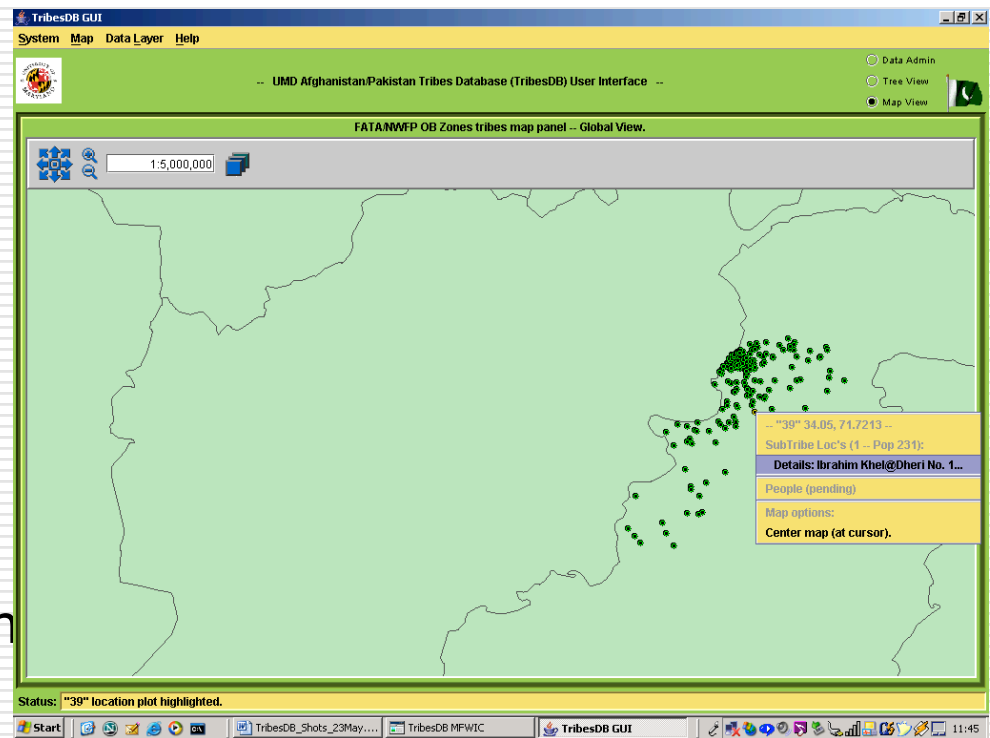 TribesDB GUI
System Map Data Layer Help
-- UMD Afghanistan/Pakistan Tribes Database (TribesDB) User Interface --
Data Admin
Tree View
Map View
FATA/NWFP OB Zones tribes map panel -- Global View.
1:5,000,000
-- "39" 34.05, 71.7213 --
SubTribe Loc's (1 -- Pop 231):
Details: Ibrahim Khel@Dheri No. 1...
People (pending)
Map options:
Center map (at cursor).
Status: "39" location plot highlighted.
Start TribesDB_Shots_23May.... TribesDB MFWIC TribesDB GUI 11:45